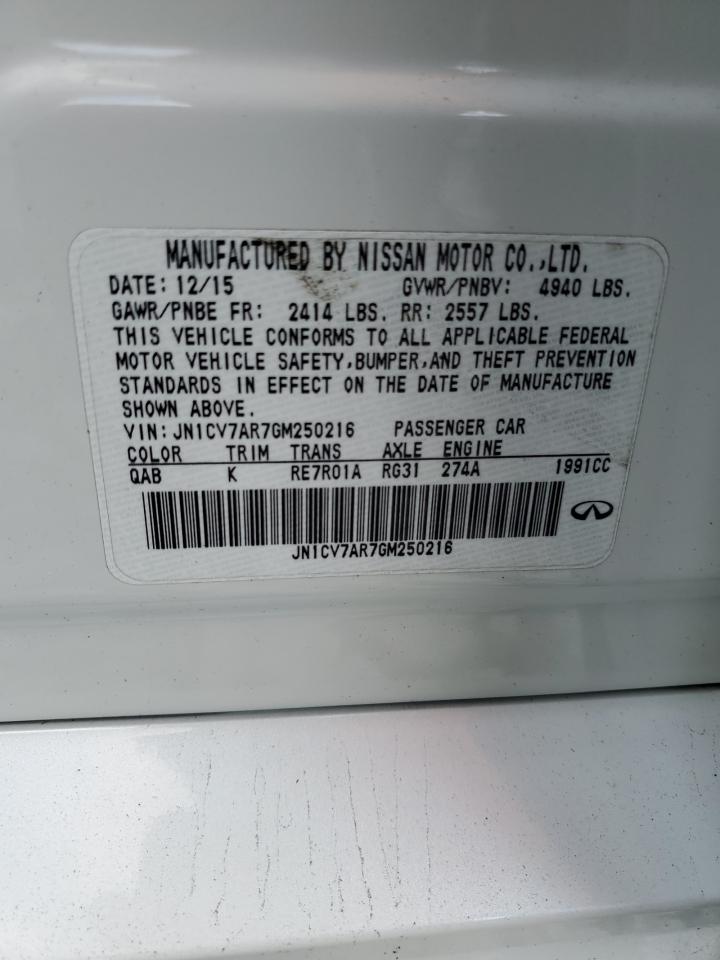 MANUFACTURED BY NISSAN MOTOR CO.,LTD.
DATE: 12/15 GVWR/PNBV: 4940 LBS.
GAWR/PNBE FR: 2414 LBS. RR: 2557 LBS.
THIS VEHICLE CONFORMS TO ALL APPLICABLE FEDERAL
MOTOR VEHICLE SAFETY,BUMPER,AND THEFT PREVENTION
STANDARDS IN EFFECT ON THE DATE OF MANUFACTURE
SHOWN ABOVE.
VIN: JN1CV7AR7GM250216 PASSENGER CAR
COLOR TRIM TRANS AXLE ENGINE
QAB K RE7R01A RG31 274A 1991CC
JN1CV7AR7GM250216